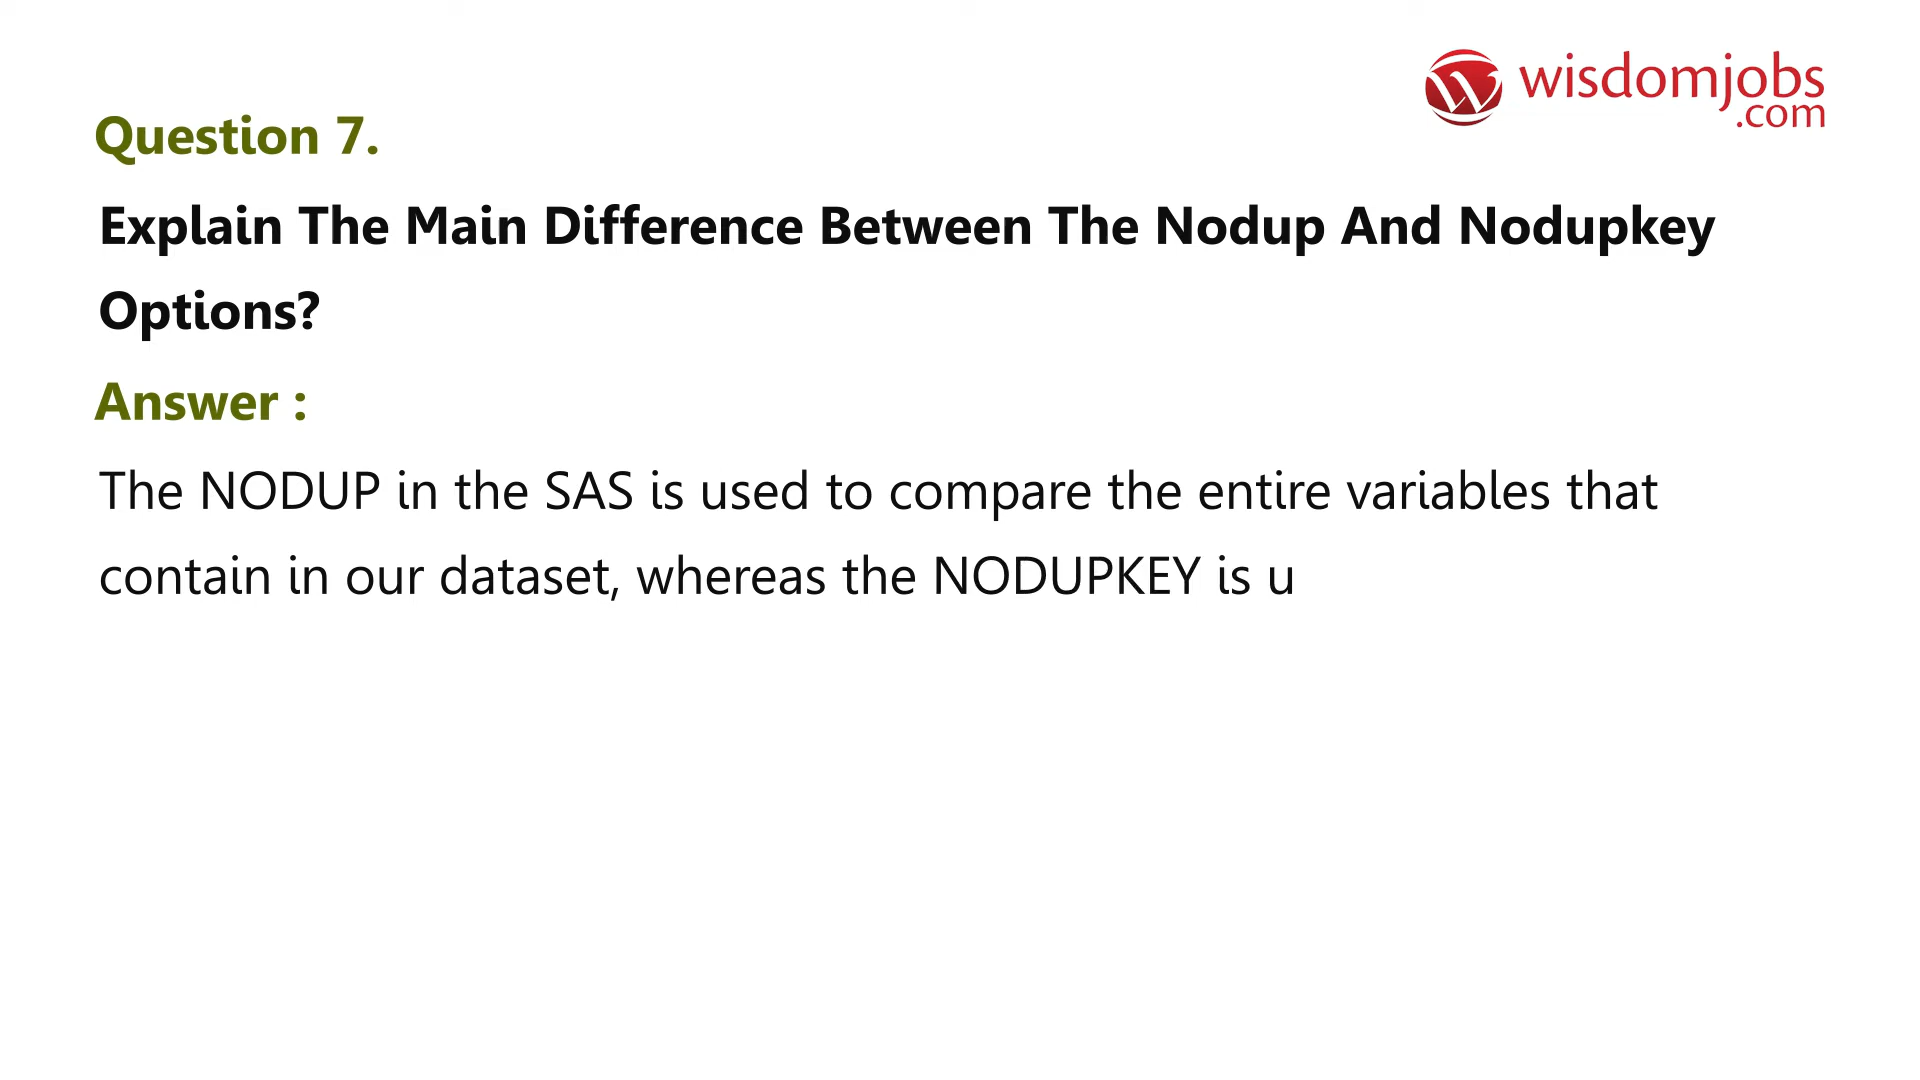 wisdomjobs
.com
Question 7.
Explain The Main Difference Between The Nodup And Nodupkey
Options?
Answer :
The NODUP in the SAS is used to compare the entire variables that
contain in our dataset, whereas the NODUPKEY is u